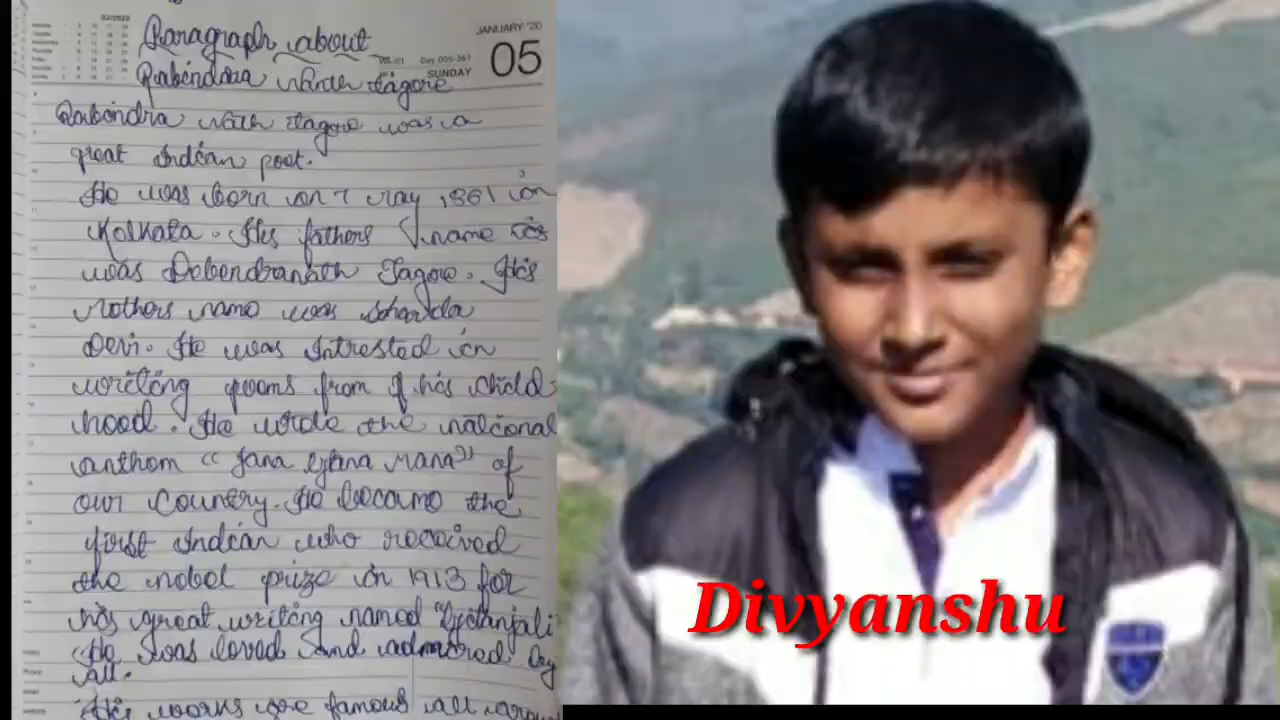 JANUARY '20
05
SUNDAY
Paragraph about
Rabindra nath tagore
Rabindra nath tagore was a
great indian poet.
He was born on 7 may 1861 in
Kolkata. His fathers name
was Debendranath Tagore. His
Mothers name was Sharda
Devi. He was intrested in
writing poems from his child
hood. He wrote the national
anthem “Jana Gana Mana” of
our country. He became the
first indian who received
the nobel prize in 1913 for
his great writing named “Gitanjali
“He was loved and admired by
all.
His works are famous all
Divyanshu